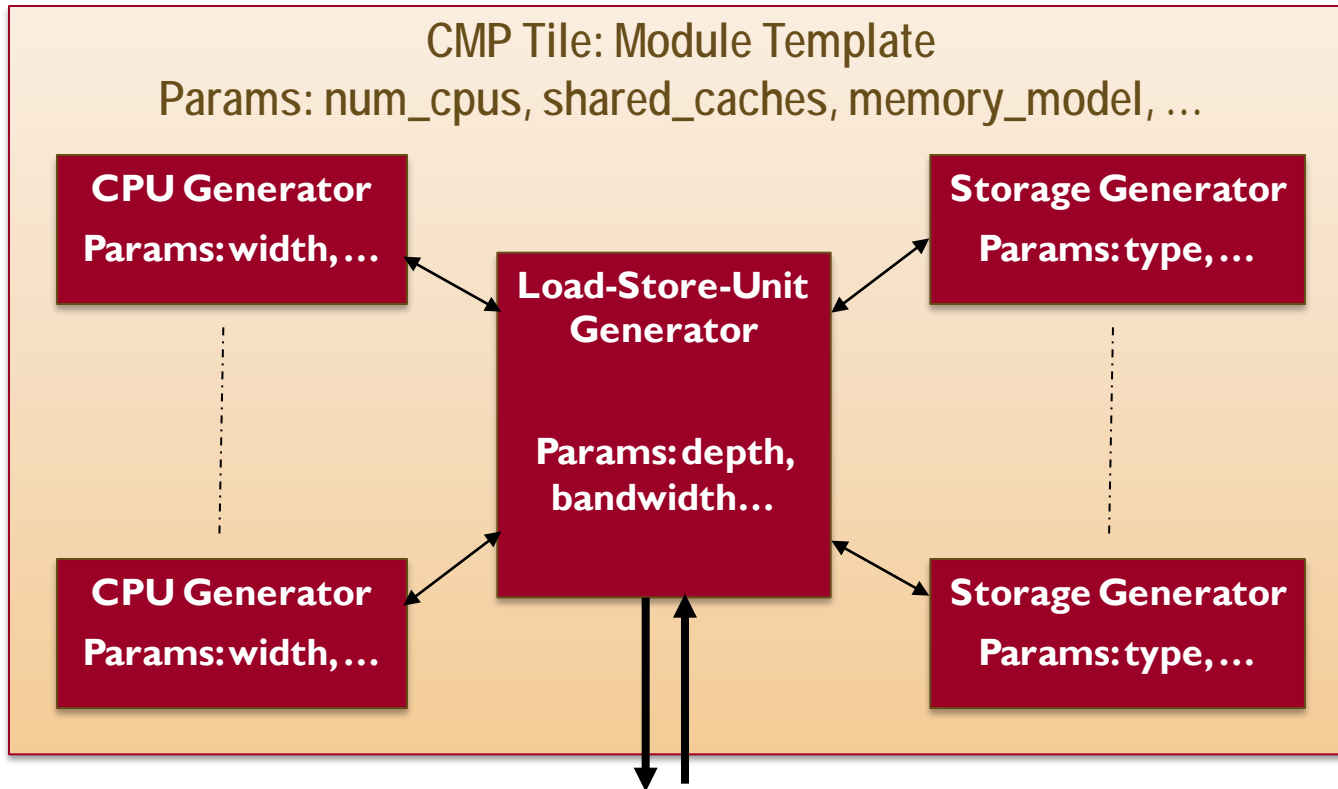 CMP Tile: Module Template
Params: num_cpus, shared_caches, memory_model, …
CPU Generator
Params: width, …
Storage Generator
Params: type, …
Load-Store-Unit
Generator
Params: depth,
bandwidth…
CPU Generator
Params: width, …
Storage Generator
Params: type, …